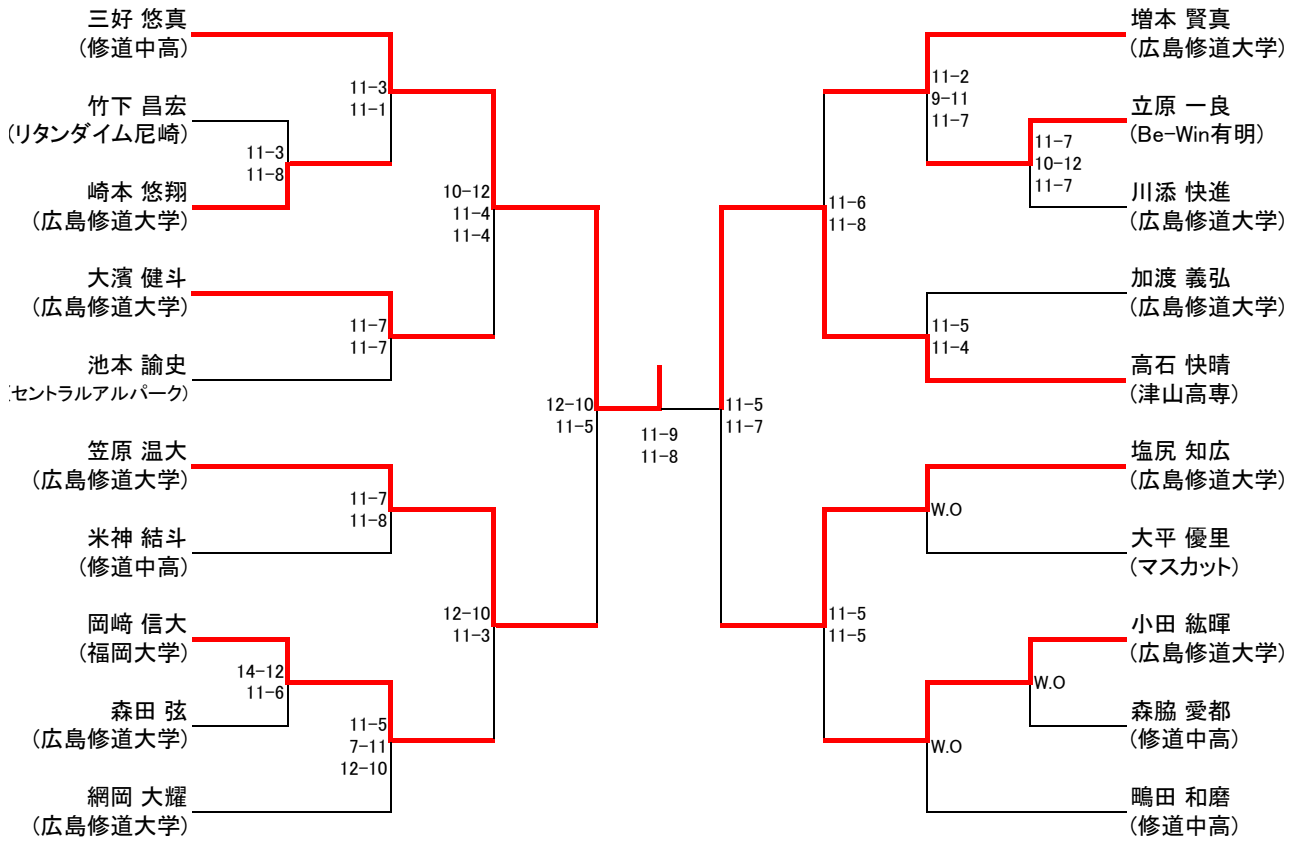 三好 悠真
(修道中高)
竹下 昌宏
(リタンダイム尼崎)
崎本 悠翔
(広島修道大学)
大濱 健斗
(広島修道大学)
池本 諭史
(セントラルアルパーク)
笠原 温大
(広島修道大学)
米神 結斗
(修道中高)
岡﨑 信大
(福岡大学)
森田 弦
(広島修道大学)
網岡 大耀
(広島修道大学)
11-3
11-8
14-12
11-6
11-3
11-1
11-7
11-7
11-7
11-8
11-5
7-11
12-10
10-12
11-4
11-4
12-10
11-3
12-10
11-5
11-9
11-8
11-5
11-7
11-6
11-8
11-5
11-5
11-2
9-11
11-7
11-5
11-4
W.O
W.O
11-7
10-12
11-7
W.O
増本 賢真
(広島修道大学)
立原 一良
(Be-Win有明)
川添 快進
(広島修道大学)
加渡 義弘
(広島修道大学)
高石 快晴
(津山高専)
塩尻 知広
(広島修道大学)
大平 優里
(マスカット)
小田 紘暉
(広島修道大学)
森脇 愛都
(修道中高)
鴫田 和磨
(修道中高)